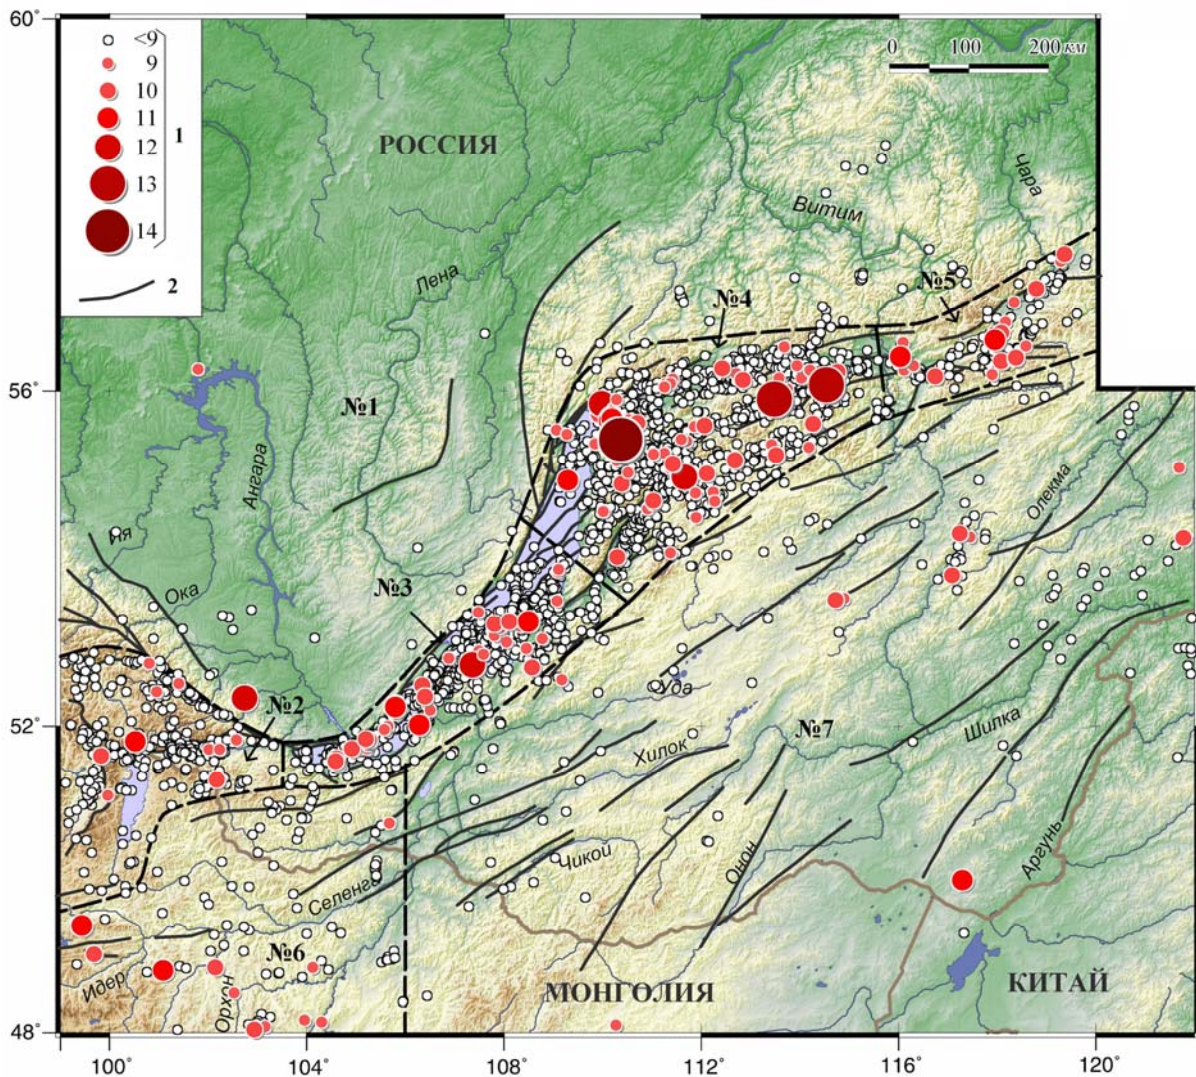 60°
<9
9
10
11
12
13
14
1
2
0 100 200 км
РОССИЯ
Чара
Витим
Лена
№5
№4
56°
№1
Ангара
Олекма
Ия
Ока
№3
№2
Уда
52°
№7
Шилка
Хилок
Аргунь
Чикой
Онон
Селенга
№6
Идер
Орхон
МОНГОЛИЯ
КИТАЙ
48°
100° 104° 108° 112° 116° 120°